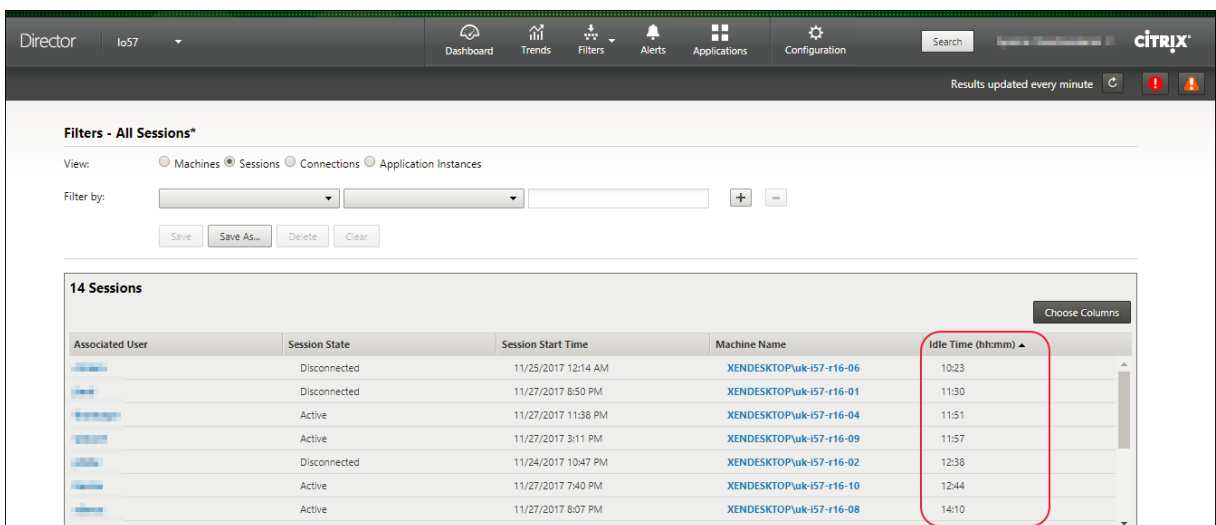 Director lo57 Dashboard Trends Filters Alerts Applications Configuration Search CİTRIX
Results updated every minute
Filters - All Sessions*
View: Machines Sessions Connections Application Instances
Filter by: + -
Save Save As... Delete Clear
14 Sessions
Choose Columns
Associated User Session State Session Start Time Machine Name Idle Time (hh:mm)
Disconnected 11/25/2017 12:14 AM XENDESKTOP\uk-i57-r16-06 10:23
Disconnected 11/27/2017 8:50 PM XENDESKTOP\uk-i57-r16-01 11:30
Active 11/27/2017 11:38 PM XENDESKTOP\uk-i57-r16-04 11:51
Active 11/27/2017 3:11 PM XENDESKTOP\uk-i57-r16-09 11:57
Disconnected 11/24/2017 10:47 PM XENDESKTOP\uk-i57-r16-02 12:38
Active 11/27/2017 7:40 PM XENDESKTOP\uk-i57-r16-10 12:44
Active 11/27/2017 8:07 PM XENDESKTOP\uk-i57-r16-08 14:10